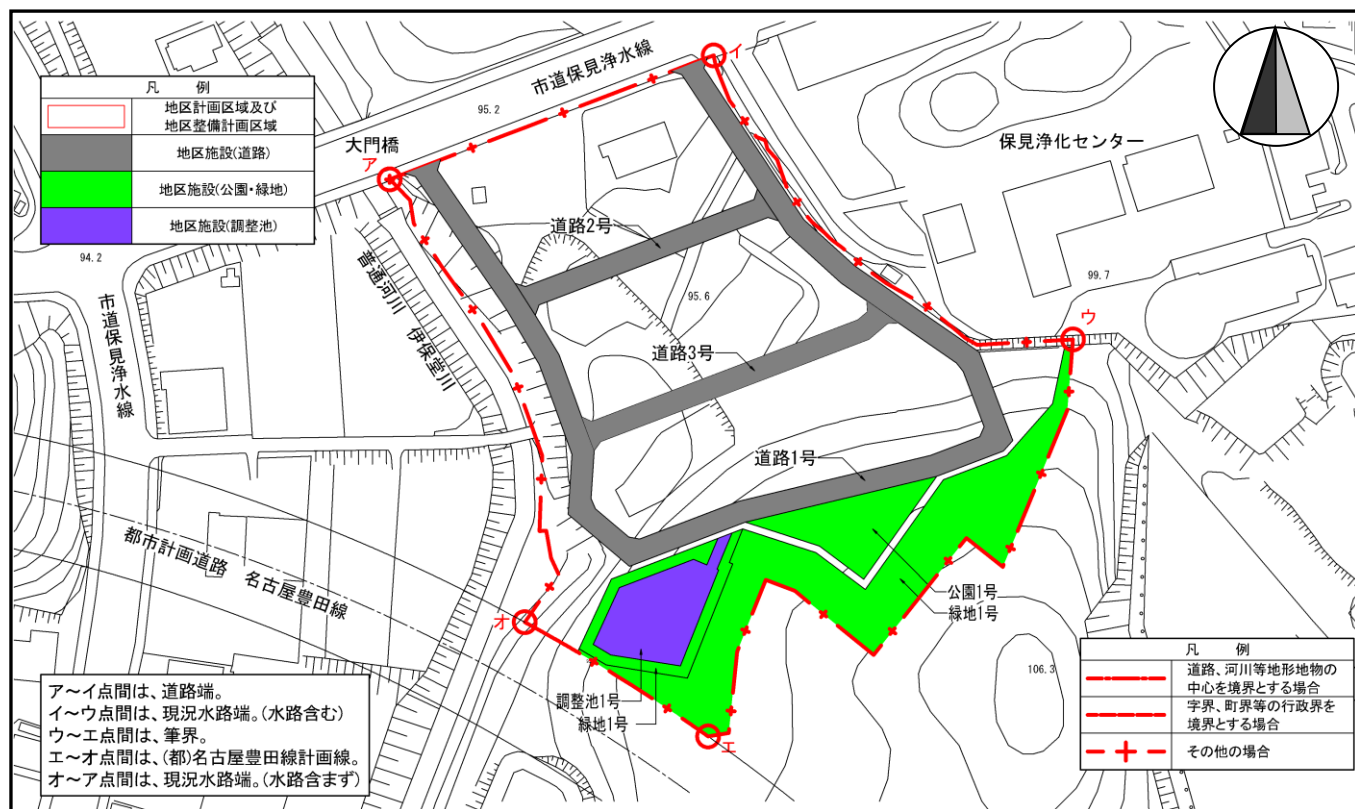 凡 例
地区計画区域及び
地区整備計画区域
地区施設(道路)
地区施設(公園・緑地)
地区施設(調整池)
市道保見浄水線
イ
95.2
大門橋
ア
保見浄化センター
94.2
市道保見浄水線
普通河川 伊保堂川
道路2号
95.6
99.7
ウ
道路3号
道路1号
都市計画道路 名古屋豊田線
オ
公園1号
緑地1号
106.3
調整池1号
緑地1号
エ
ア～イ点間は、道路端。
イ～ウ点間は、現況水路端。(水路含む)
ウ～エ点間は、筆界。
エ～オ点間は、(都)名古屋豊田線計画線。
オ～ア点間は、現況水路端。(水路含まず)
凡 例
道路、河川等地形地物の
中心を境界とする場合
字界、町界等の行政界を
境界とする場合
その他の場合